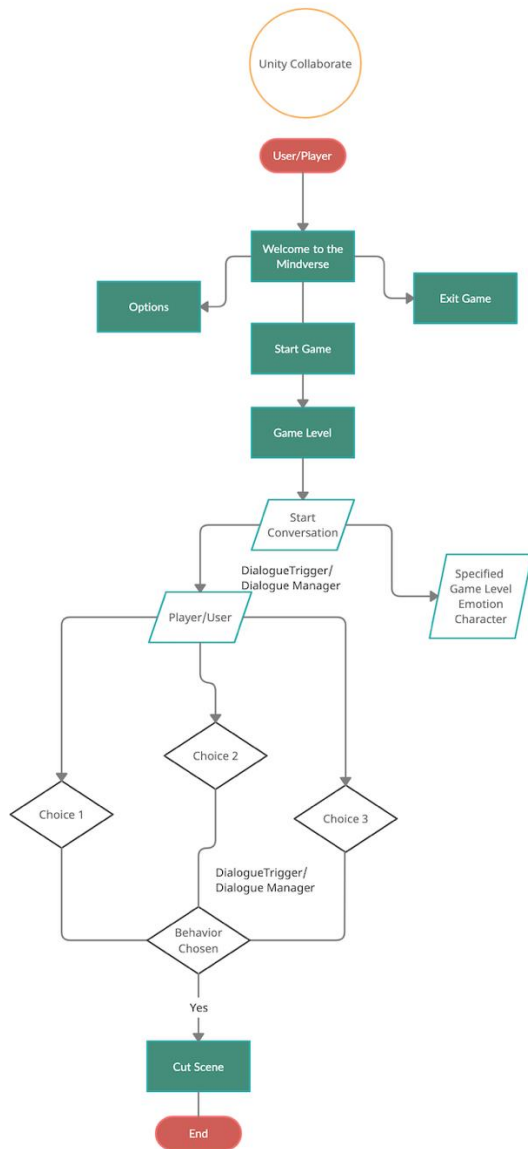 Unity Collaborate
User/Player
Welcome to the
Mindverse
Options
Exit Game
Start Game
Game Level
Start
Conversation
DialogueTrigger/
Dialogue Manager
Specified
Game Level
Emotion
Character
Player/User
Choice 2
Choice 1
Choice 3
DialogueTrigger/
Dialogue Manager
Behavior
Chosen
Yes
Cut Scene
End